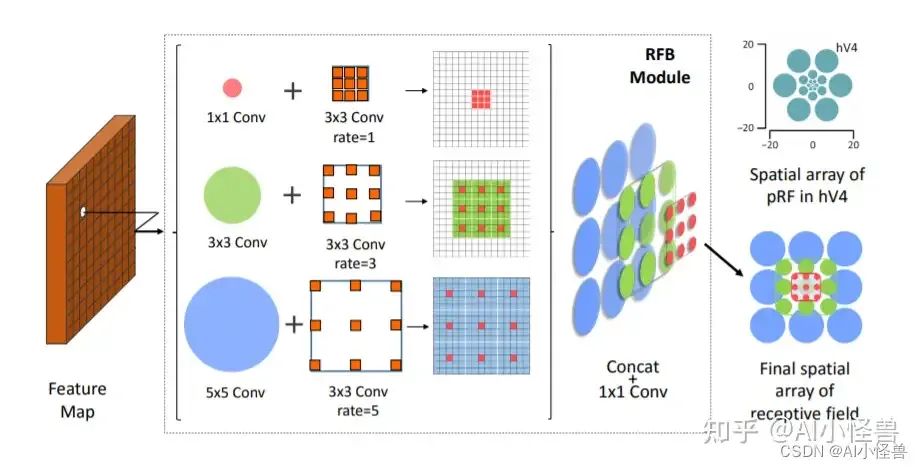 Feature
Map
1x1 Conv
+
3x3 Conv
rate=1
3x3 Conv
+
3x3 Conv
rate=3
5x5 Conv
+
3x3 Conv
rate=5
RFB
Module
Concat
+
1x1 Conv
hV4
20
0
−20
−20
0
20
Spatial array of
pRF in hV4
Final spatial
array of
receptive field
知乎 @AI小怪兽
CSDN @AI小怪兽